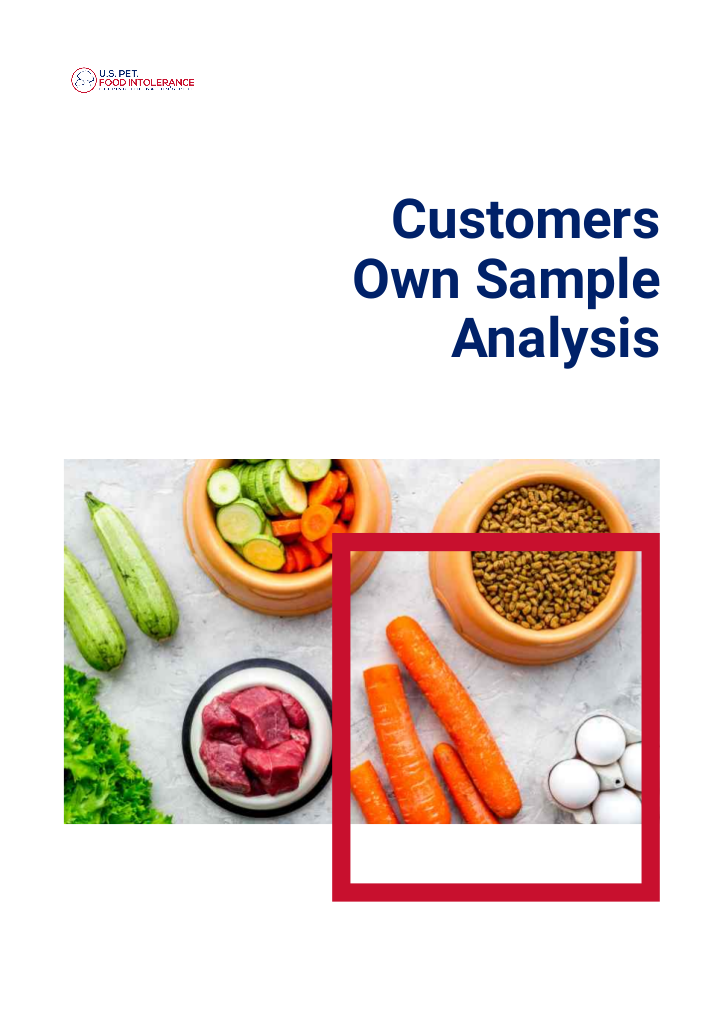 U.S. PET.
FOOD INTOLERANCE
Customers
Own Sample
Analysis